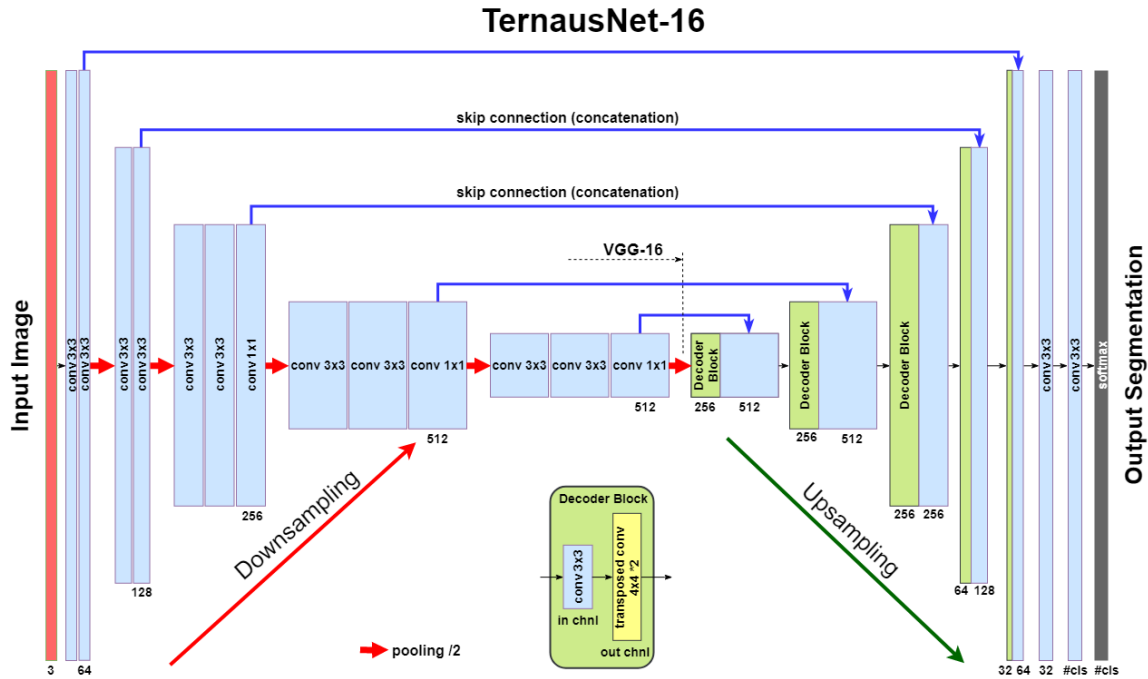 TernausNet-16
skip connection (concatenation)
skip connection (concatenation)
VGG-16
Input Image
conv 3x3
conv 3x3
conv 3x3
conv 3x3
conv 3x3
conv 3x3
conv 1x1
conv 3x3
conv 3x3
conv 1x1
conv 3x3
conv 3x3
conv 1x1
Decoder
Block
Decoder Block
Decoder Block
conv 3x3
conv 3x3
softmax
Output Segmentation
512
256
512
512
256
512
256
256
256
128
64
128
3
64
32
64
32
#cls
#cls
Downsampling
Upsampling
Decoder Block
conv 3x3
transposed conv
4x4 *2
in chnl
out chnl
pooling /2